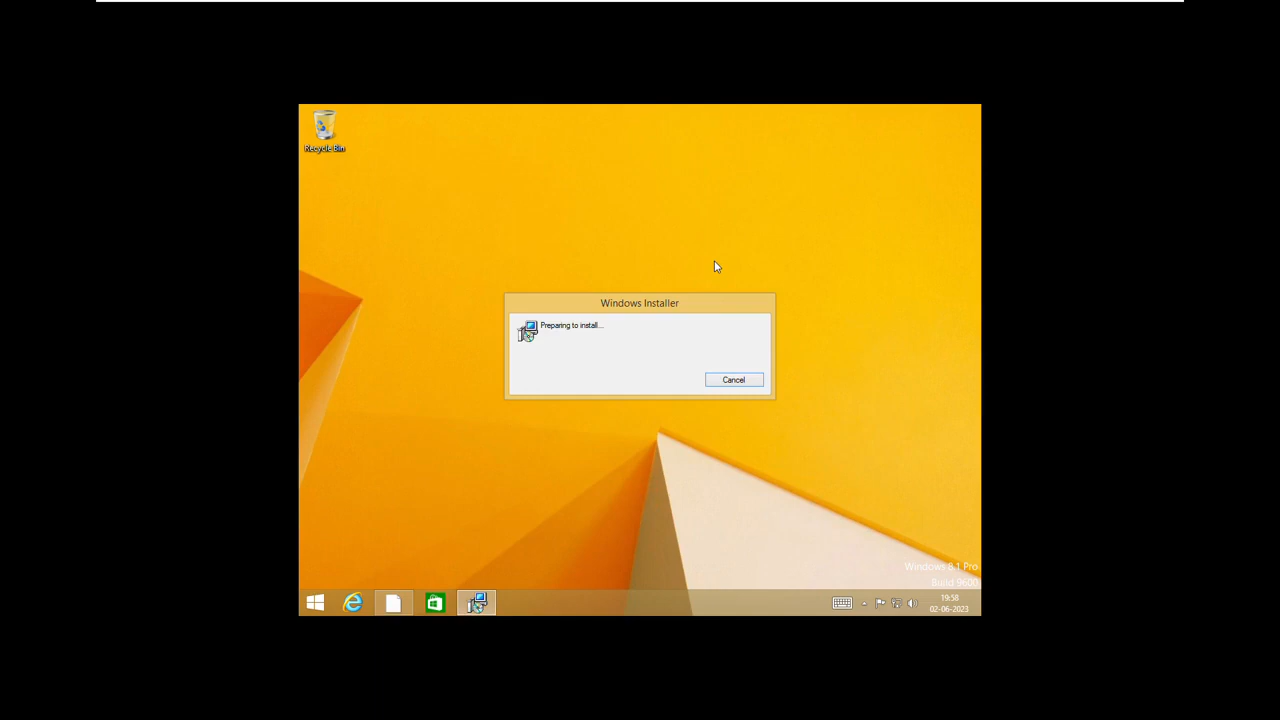 Recycle Bin
Windows Installer
Preparing to install...
Cancel
Windows 8.1 Pro
Build 9600
19:58
02-06-2023